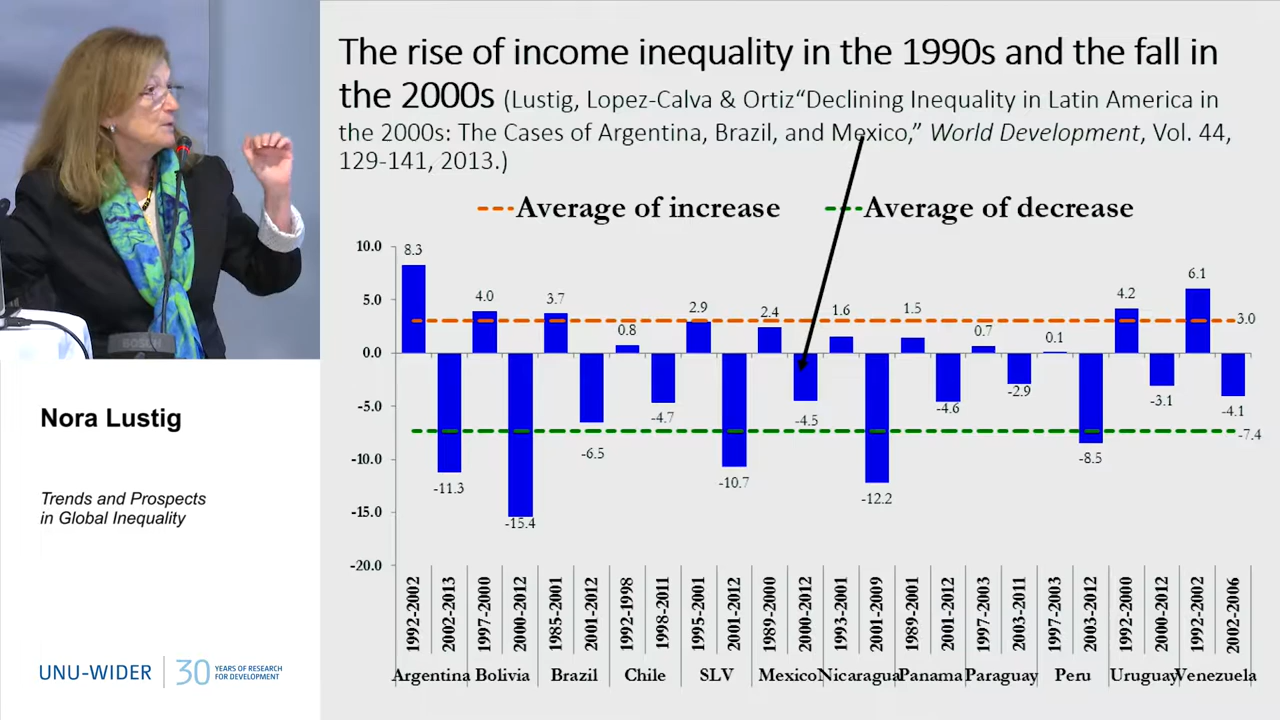 The rise of income inequality in the 1990s and the fall in
the 2000s (Lustig, Lopez-Calva & Ortiz“Declining Inequality in Latin America in
the 2000s: The Cases of Argentina, Brazil, and Mexico,” World Development, Vol. 44,
129-141, 2013.)
Average of increase
Average of decrease
10.0
5.0
0.0
-5.0
-10.0
-15.0
-20.0
8.3
-11.3
4.0
-15.4
3.7
-6.5
0.8
-4.7
2.9
-10.7
2.4
-4.5
1.6
-12.2
1.5
-4.6
0.7
-2.9
0.1
-8.5
4.2
-3.1
6.1
-4.1
3.0
-7.4
1992-2002
2002-2013
1997-2000
2000-2012
1985-2001
2001-2012
1992-1998
1998-2011
1995-2001
2001-2012
1989-2000
2000-2012
1993-2001
2001-2009
1989-2001
2001-2012
1997-2003
2003-2011
1997-2003
2003-2012
1992-2000
2000-2012
1992-2002
2002-2006
Argentina
Bolivia
Brazil
Chile
SLV
Mexico
Nicaragua
Panama
Paraguay
Peru
Uruguay
Venezuela
BOSCH
Nora Lustig
Trends and Prospects
in Global Inequality
UNU-WIDER
30 YEARS OF RESEARCH
FOR DEVELOPMENT